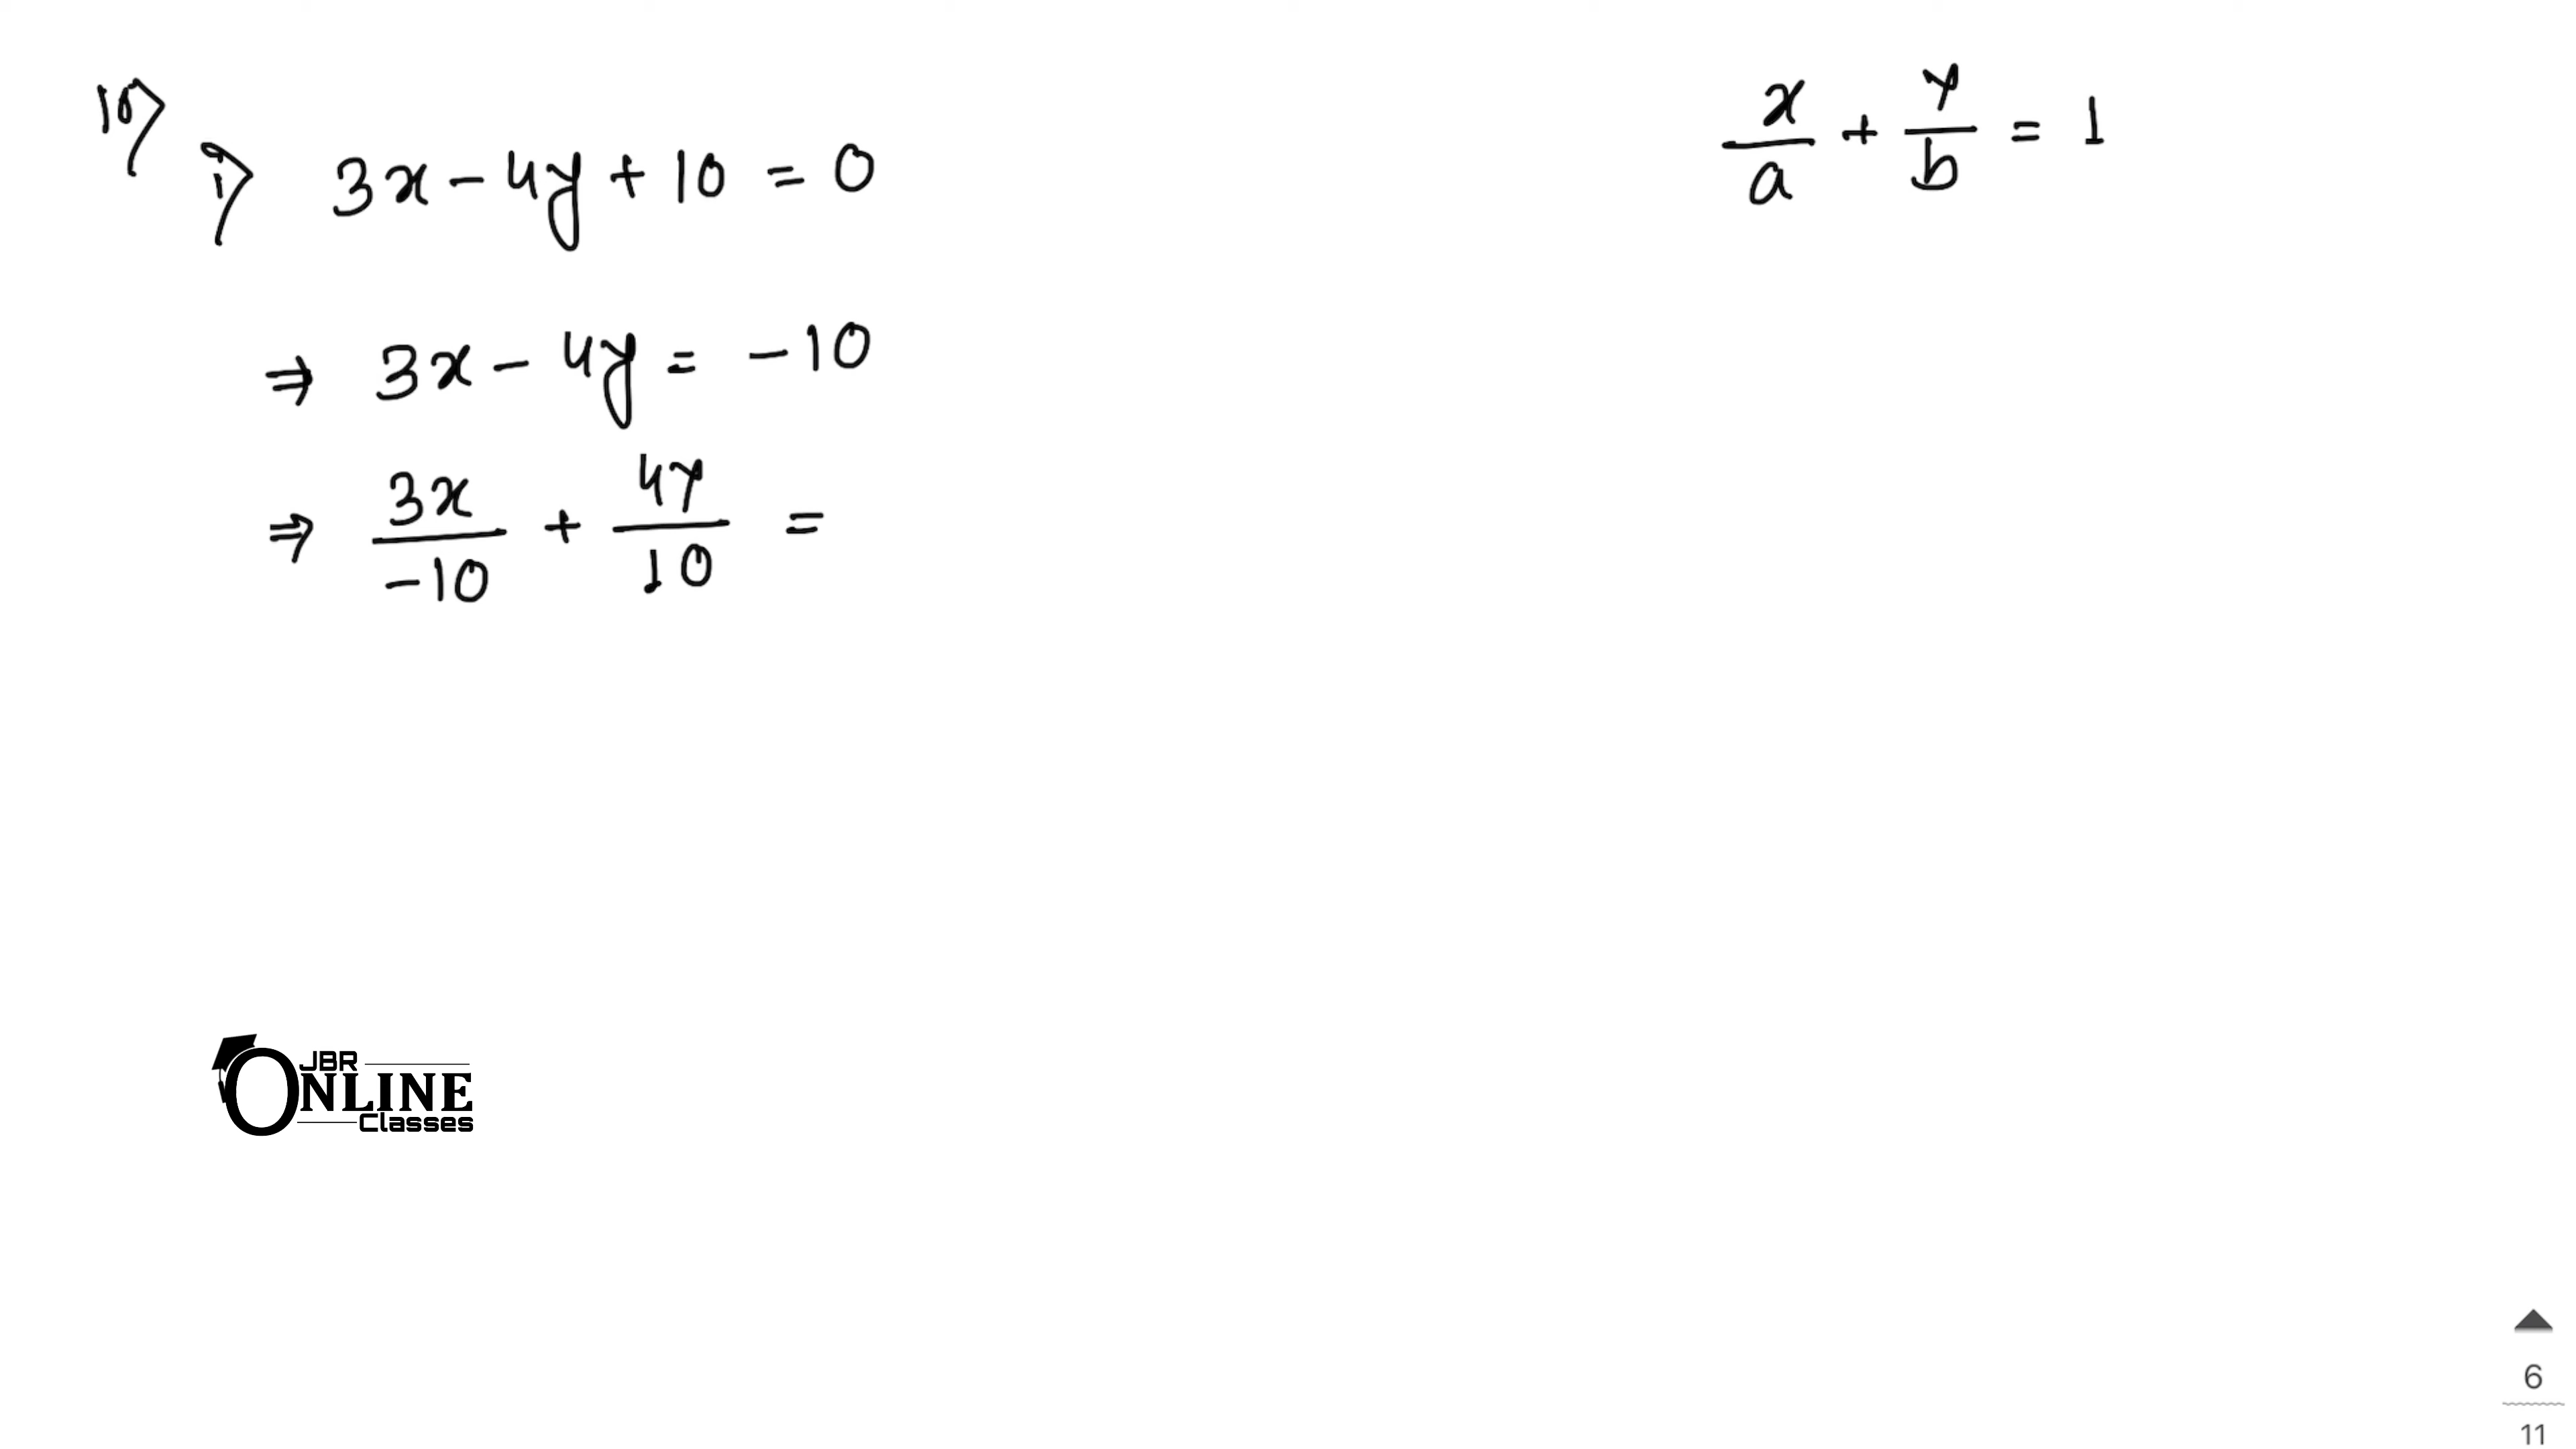 10) i) 3x - 4y + 10 = 0
x/a + y/b = 1
⇒ 3x - 4y = -10
⇒ 3x/-10 + 4y/10 =
JBR
ONLINE
Classes
6
11